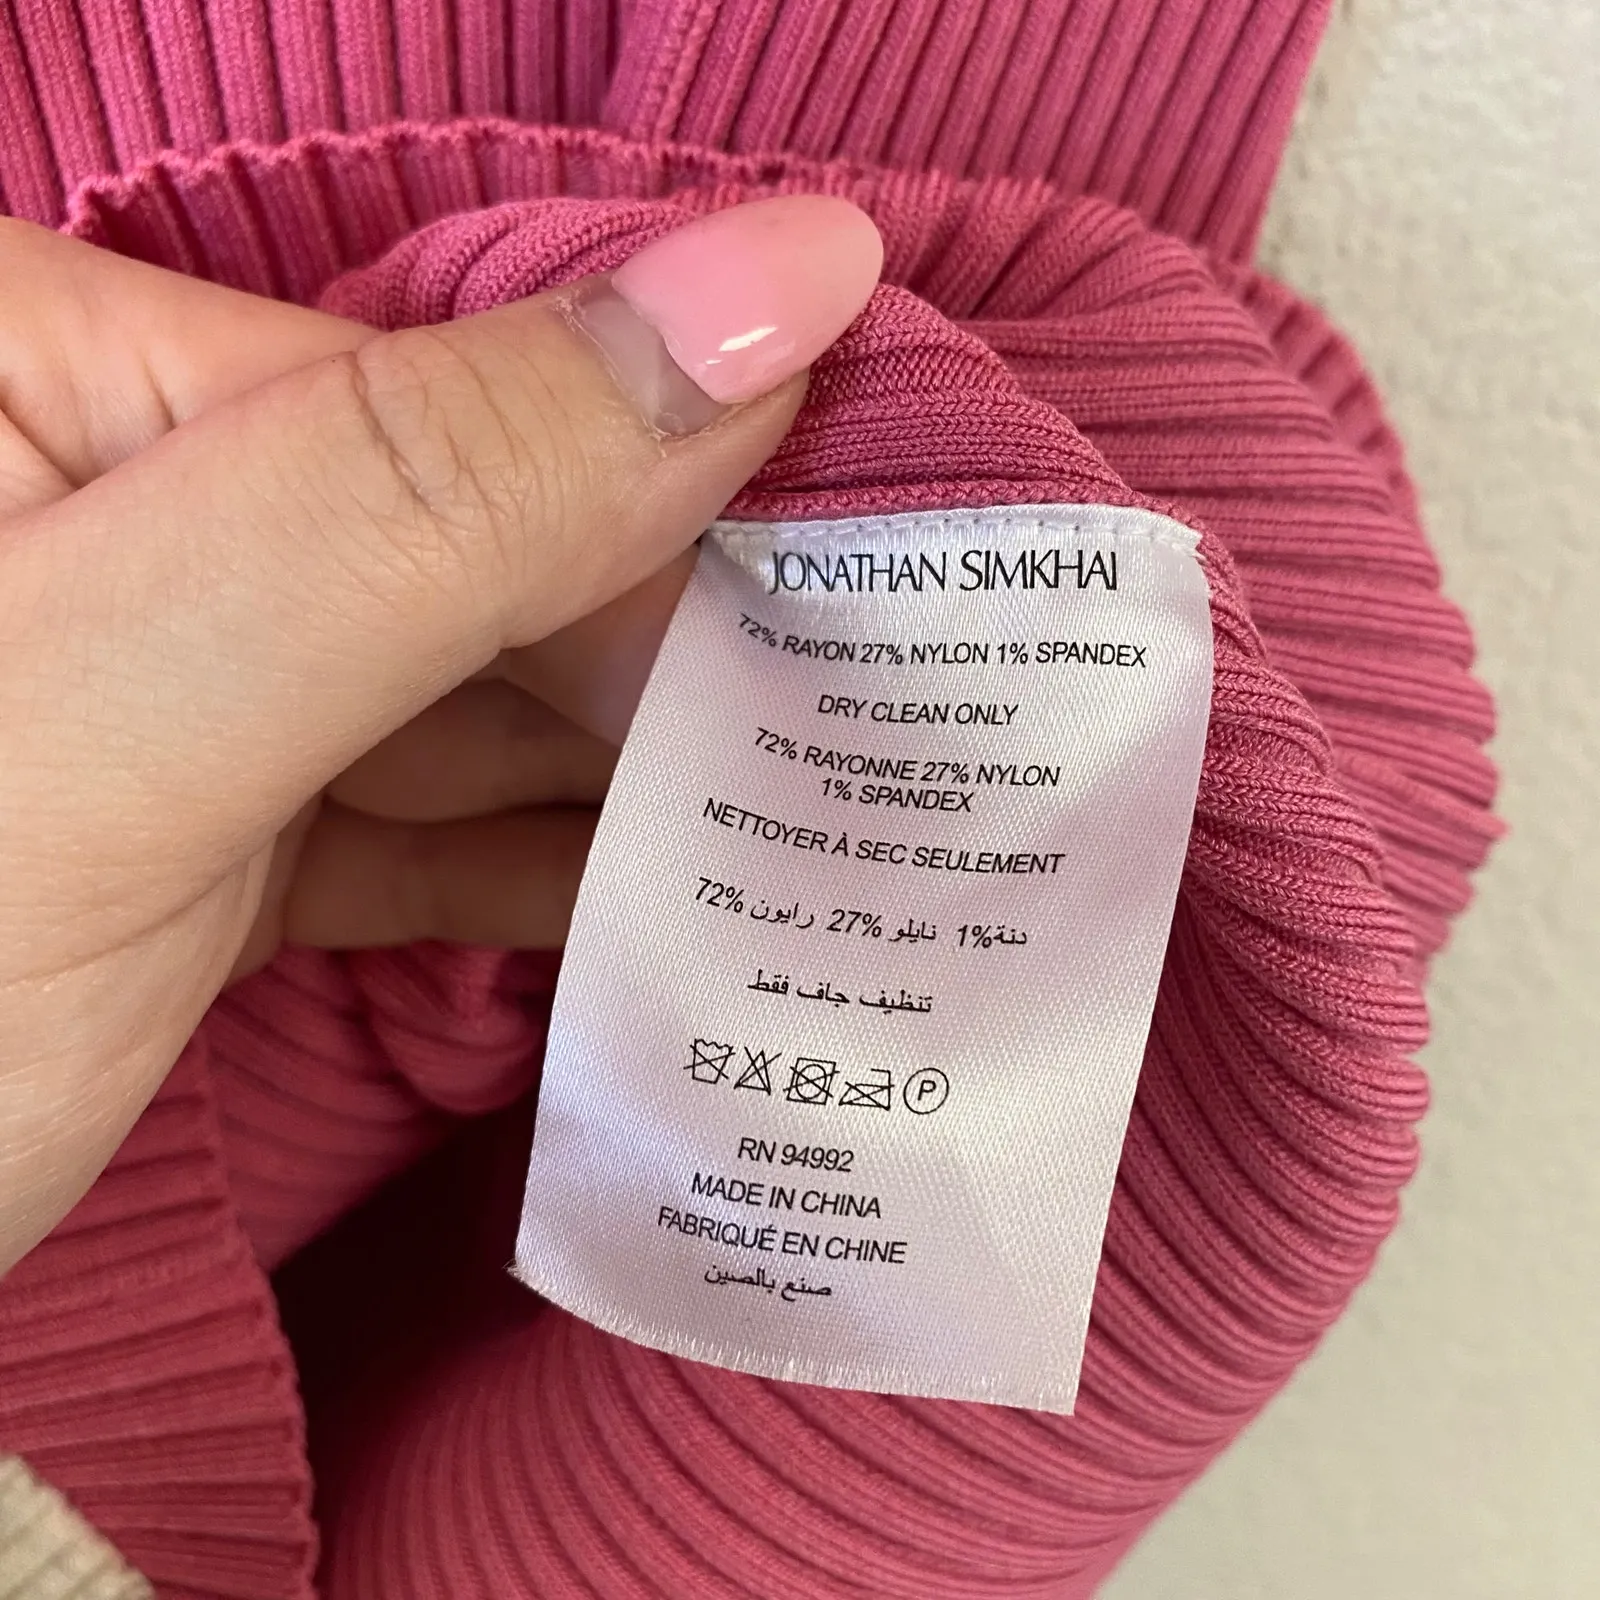 JONATHAN SIMKHAI
72% RAYON 27% NYLON 1% SPANDEX
DRY CLEAN ONLY
72% RAYONNE 27% NYLON
1% SPANDEX
NETTOYER À SEC SEULEMENT
72% رايون 27% نايلو 1% دنة
تنظيف جاف فقط
P
RN 94992
MADE IN CHINA
FABRIQUÉ EN CHINE
صنع بالصين